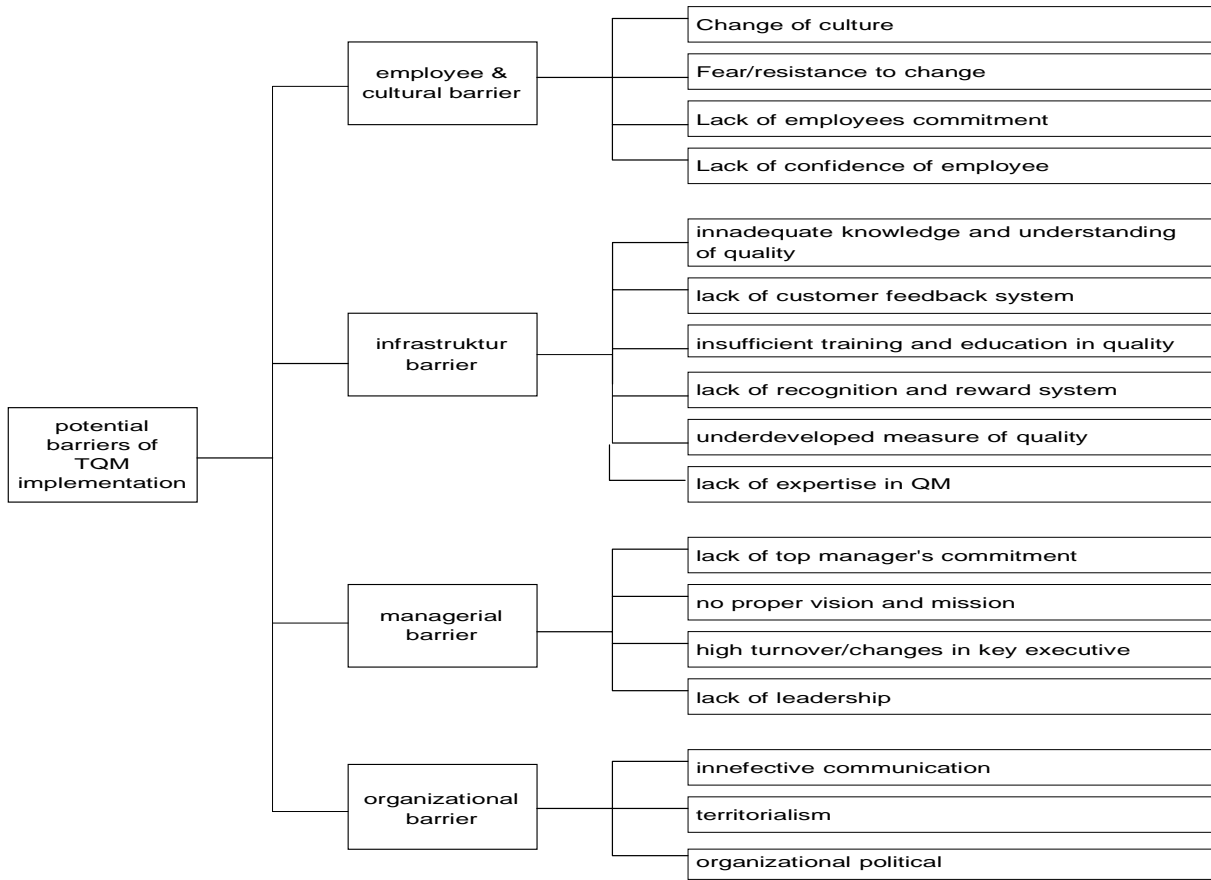 potential
barriers of
TQM
implementation
employee &
cultural barrier
Change of culture
Fear/resistance to change
Lack of employees commitment
Lack of confidence of employee
infrastruktur
barrier
innadequate knowledge and understanding
of quality
lack of customer feedback system
insufficient training and education in quality
lack of recognition and reward system
underdeveloped measure of quality
lack of expertise in QM
managerial
barrier
lack of top manager's commitment
no proper vision and mission
high turnover/changes in key executive
lack of leadership
organizational
barrier
innefective communication
territorialism
organizational political